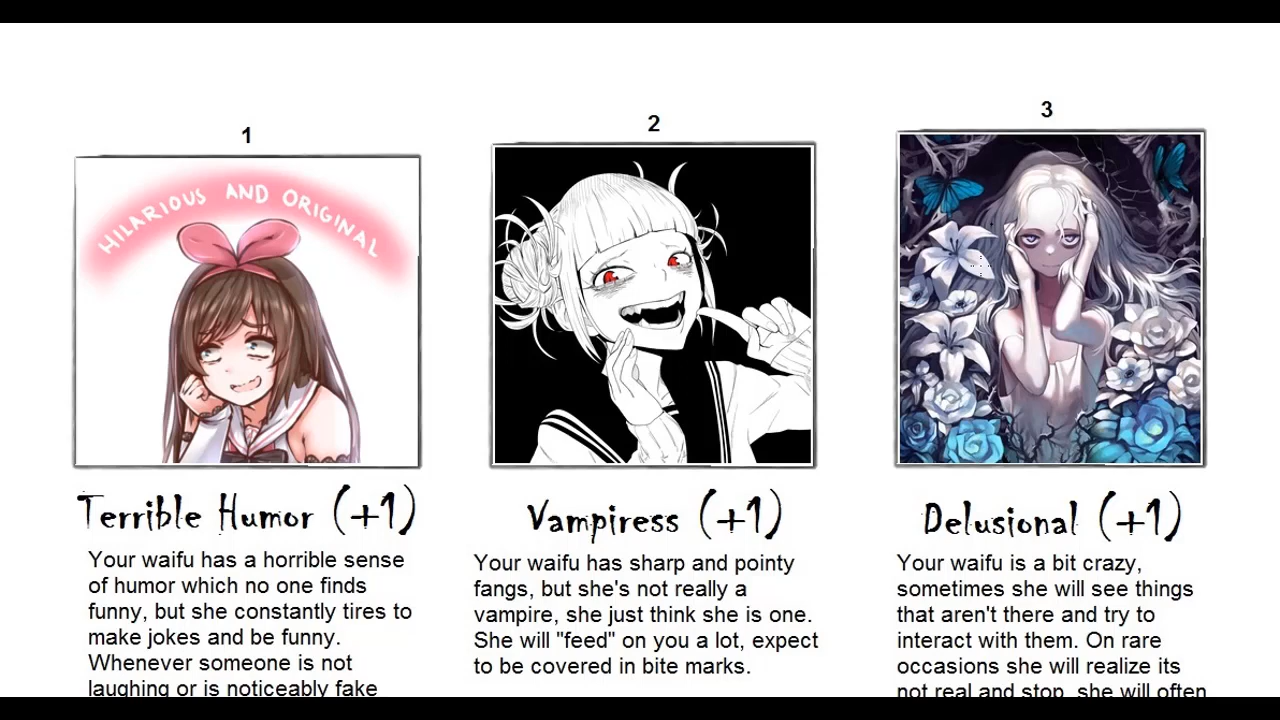 1
HILARIOUS AND ORIGINAL
Terrible Humor (+1)
Your waifu has a horrible sense
of humor which no one finds
funny, but she constantly tires to
make jokes and be funny.
Whenever someone is not
laughing or is noticeably fake
2
Vampiress (+1)
Your waifu has sharp and pointy
fangs, but she's not really a
vampire, she just think she is one.
She will "feed" on you a lot, expect
to be covered in bite marks.
3
Delusional (+1)
Your waifu is a bit crazy,
sometimes she will see things
that aren't there and try to
interact with them. On rare
occasions she will realize its
not real and stop, she will often